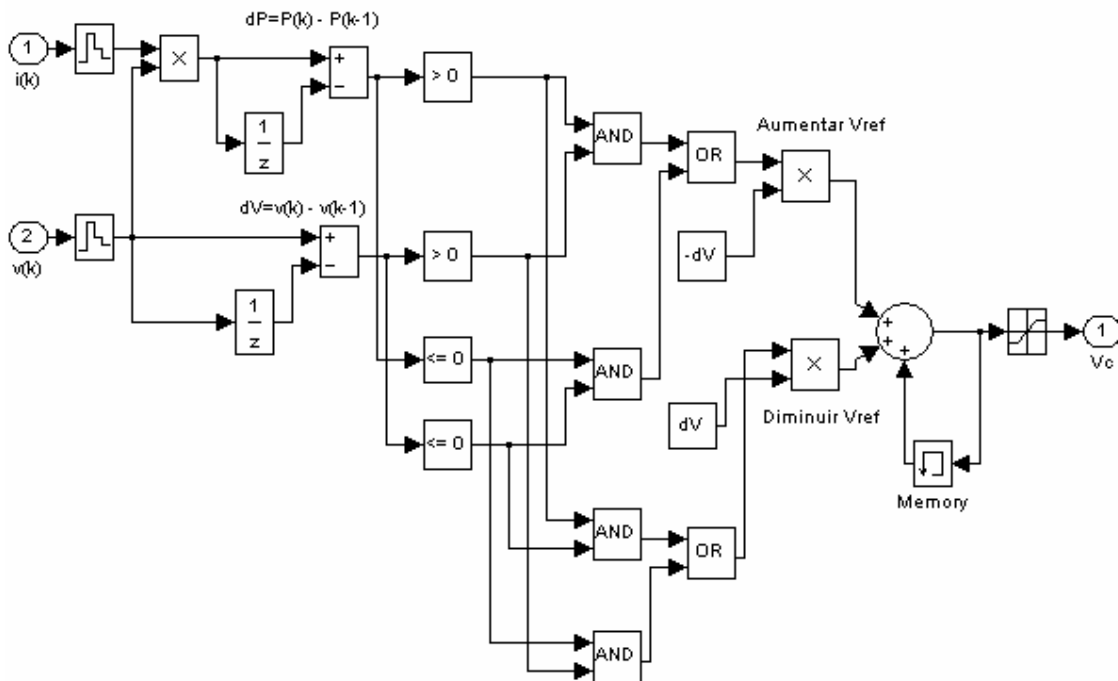 dP=P(k) - P(k-1)
1
i(k)
×
+
−
> 0
1
z
AND
OR
Aumentar Vref
×
-dV
dV=v(k) - v(k-1)
2
v(k)
+
−
> 0
1
z
<= 0
AND
<= 0
dV
×
Diminuir Vref
+
+
+
1
Vc
Memory
AND
OR
AND